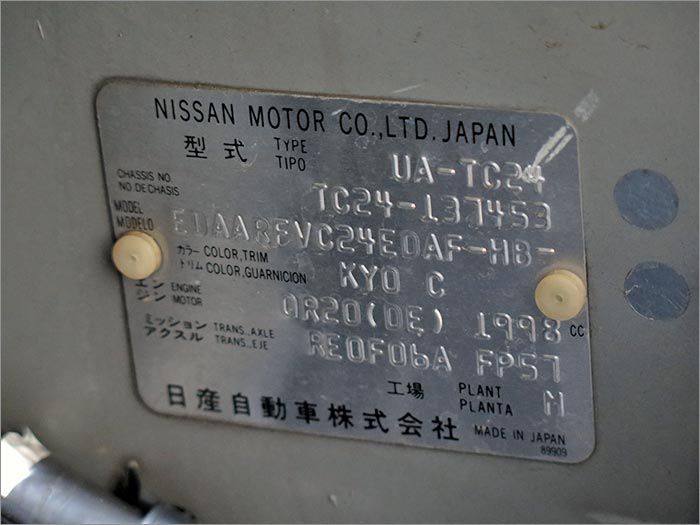 NISSAN MOTOR CO.,LTD. JAPAN
型式 TYPE TIPO UA-TC24
CHASSIS NO NO DE CHASIS TC24-137453
MODEL MODELO EDAARFVC24EDAF-HB-
カラー COLOR,TRIM
トリム COLOR,GUARNICION KYO C
エンジン ENGINE MOTOR QR20(DE) 1998 CC
ミッション TRANS.,AXLE
アクスル TRANS.,EJE RE0F06A FP57
工場 PLANT PLANTA M
日産自動車株式会社 MADE IN JAPAN
89909